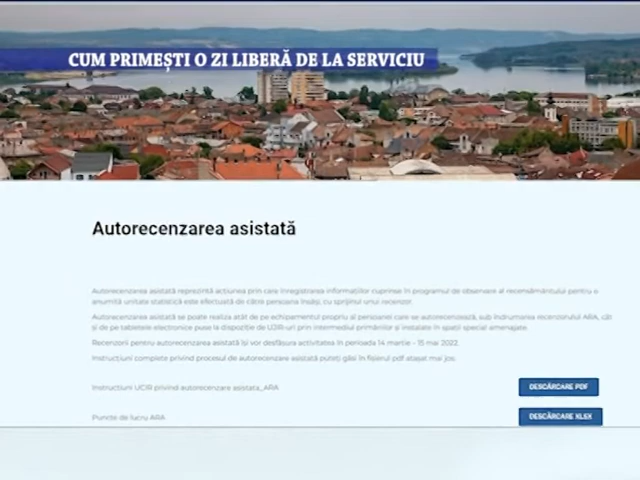 CUM PRIMEȘTI O ZI LIBERĂ DE LA SERVICIU
Autorecenzarea asistată
Autorecenzarea asistată reprezintă acțiunea prin care înregistrarea informațiilor cuprinse în programul de observare al recensământului pentru o
anumită unitate statistică este efectuată de către persoana însăși, cu sprijinul unui recenzor.
Autorecenzarea asistată se poate realiza atât de pe echipamentul propriu al persoanei care se autorecenzează, sub îndrumarea recenzorului ARA, cât
și de pe tabletele electronice puse la dispoziție de UCIR-uri prin intermediul primăriilor și instalate în spații special amenajate.
Recenzorii pentru autorecenzarea asistată își vor desfășura activitatea în perioada 14 martie - 15 mai 2022.
Instrucțiuni complete privind procesul de autorecenzare asistată puteți găsi în fișierul pdf atașat mai jos:
Instrucțiuni UCIR privind autorecenzare asistata_ARA
DESCĂRCARE PDF
Puncte de lucru ARA
DESCĂRCARE XLSX